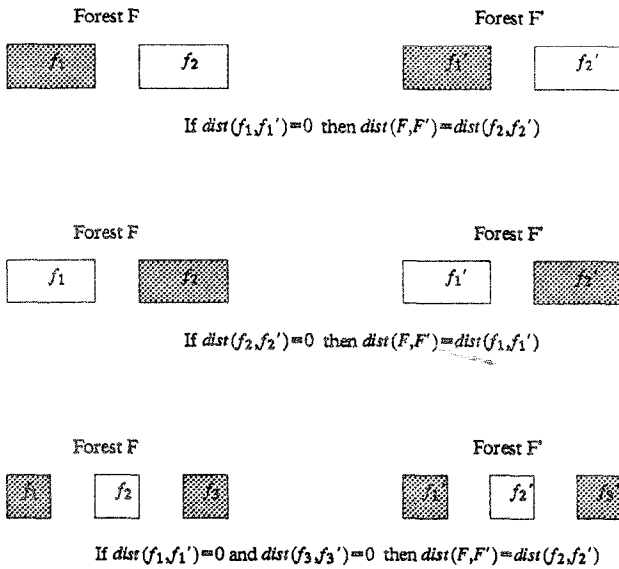 Forest F Forest F'
f₁ f₂ f₁' f₂'
If dist(f₁,f₁')=0 then dist(F,F')=dist(f₂,f₂')
Forest F Forest F'
f₁ f₂ f₁' f₂'
If dist(f₂,f₂')=0 then dist(F,F')=dist(f₁,f₁')
Forest F Forest F'
f₁ f₂ f₃ f₁' f₂' f₃'
If dist(f₁,f₁')=0 and dist(f₃,f₃')=0 then dist(F,F')=dist(f₂,f₂')